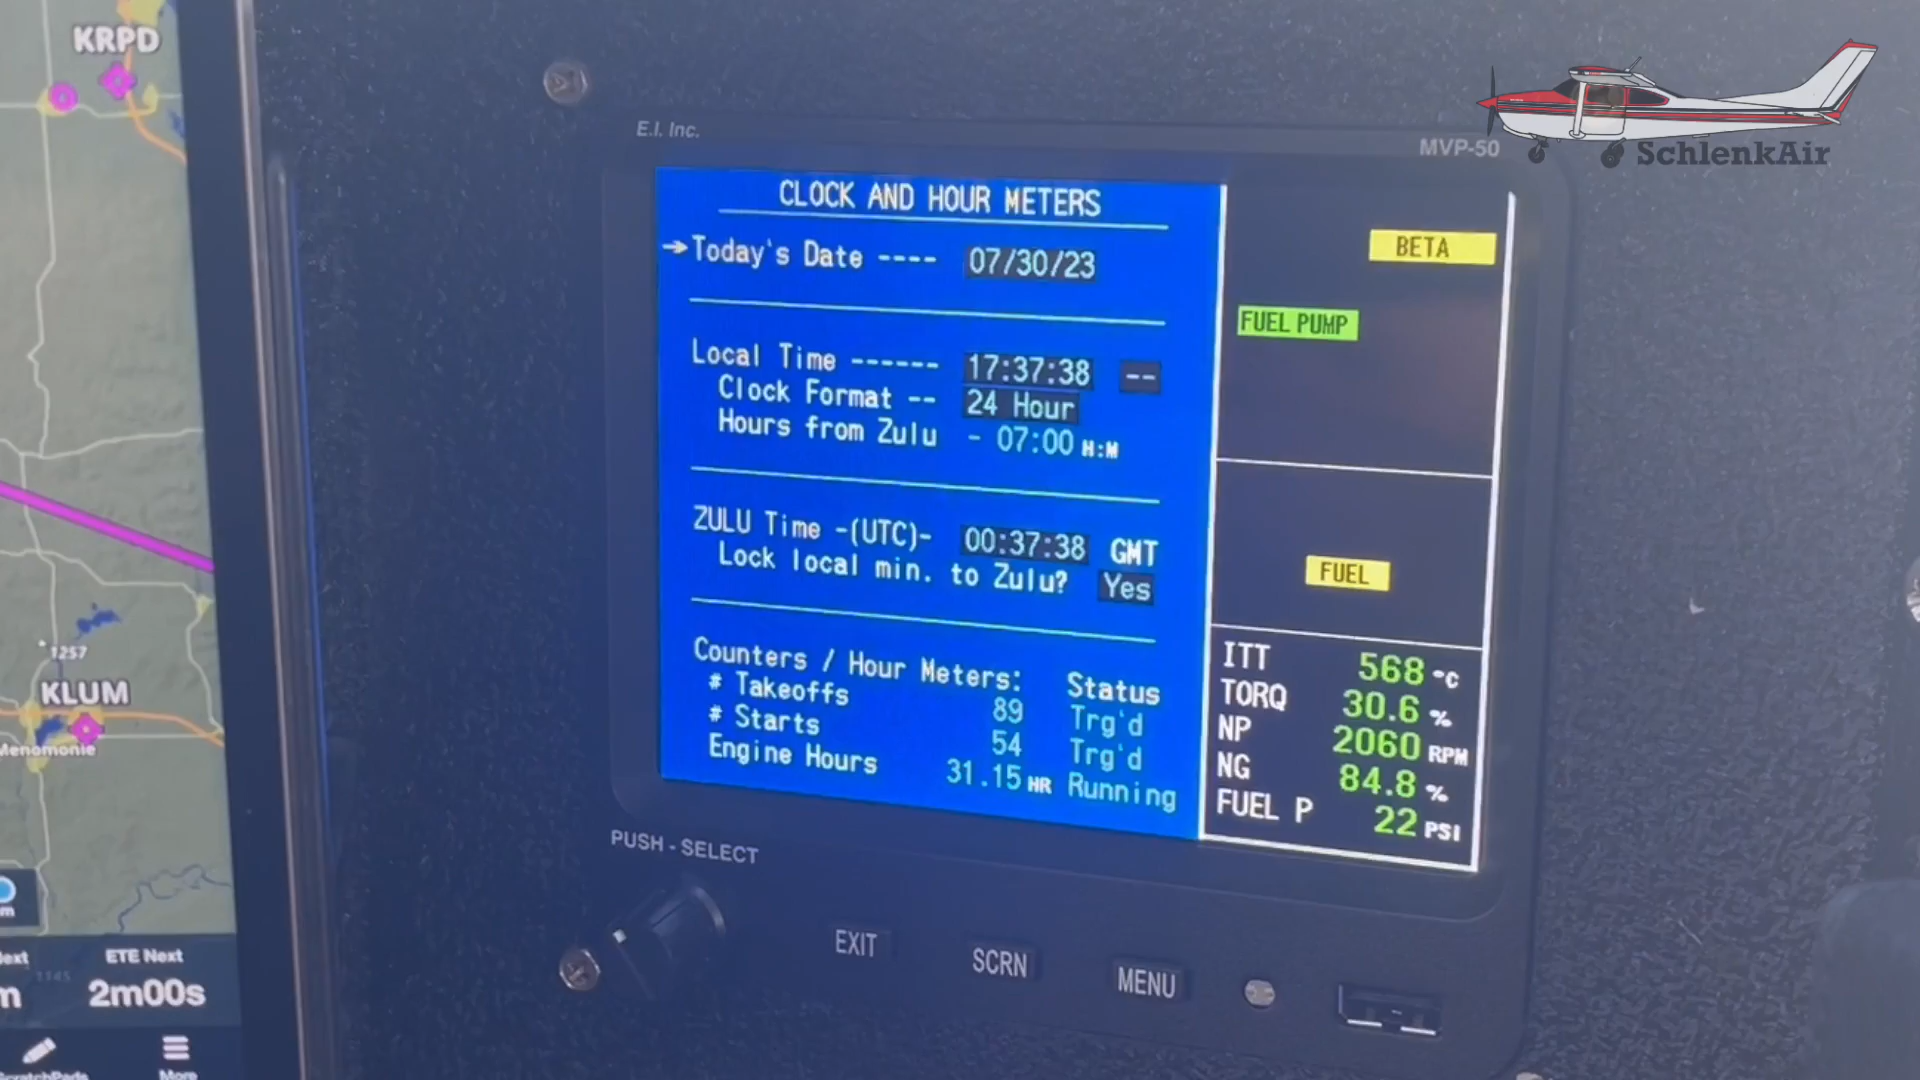 KRPD
SchlenkAir
E.I. Inc.
MVP-50
CLOCK AND HOUR METERS
→Today's Date ---- 07/30/23
Local Time ------ 17:37:38 --
Clock Format -- 24 Hour
Hours from Zulu - 07:00 H:M
ZULU Time -(UTC)- 00:37:38 GMT
Lock local min. to Zulu? Yes
Counters / Hour Meters: Status
# Takeoffs 89 Trg'd
# Starts 54 Trg'd
Engine Hours 31.15 HR Running
BETA
FUEL PUMP
FUEL
ITT 568 °C
TORQ 30.6 %
NP 2060 RPM
NG 84.8 %
FUEL P 22 PSI
1257
KLUM
Menomonie
PUSH - SELECT
EXIT
SCRN
MENU
ETE Next
1145
2m00s
More